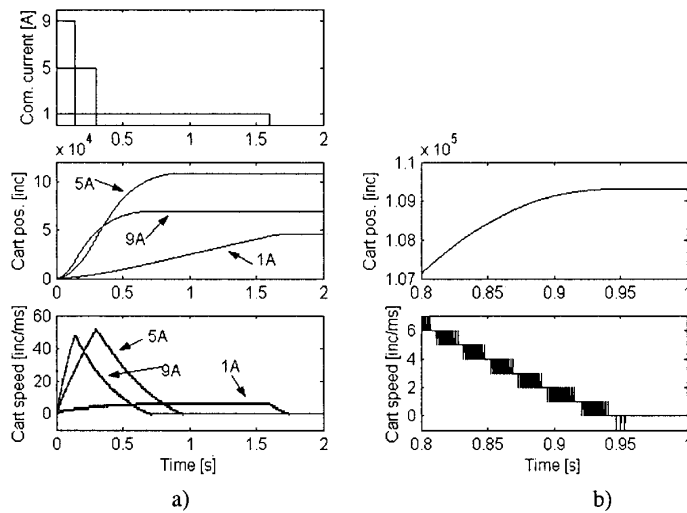 Com. current [A]
9
5
1
0.5 1 1.5 2
x 10^4
Cart pos. [inc]
10
5
0
0 0.5 1 1.5 2
5A
9A
1A
Cart speed [inc/ms]
60
40
20
0
0 0.5 1 1.5 2
5A
9A
1A
Time [s]
a)
x 10^5
Cart pos. [inc]
1.1
1.09
1.08
1.07
0.8 0.85 0.9 0.95 1
Cart speed [inc/ms]
6
4
2
0
0.8 0.85 0.9 0.95 1
Time [s]
b)